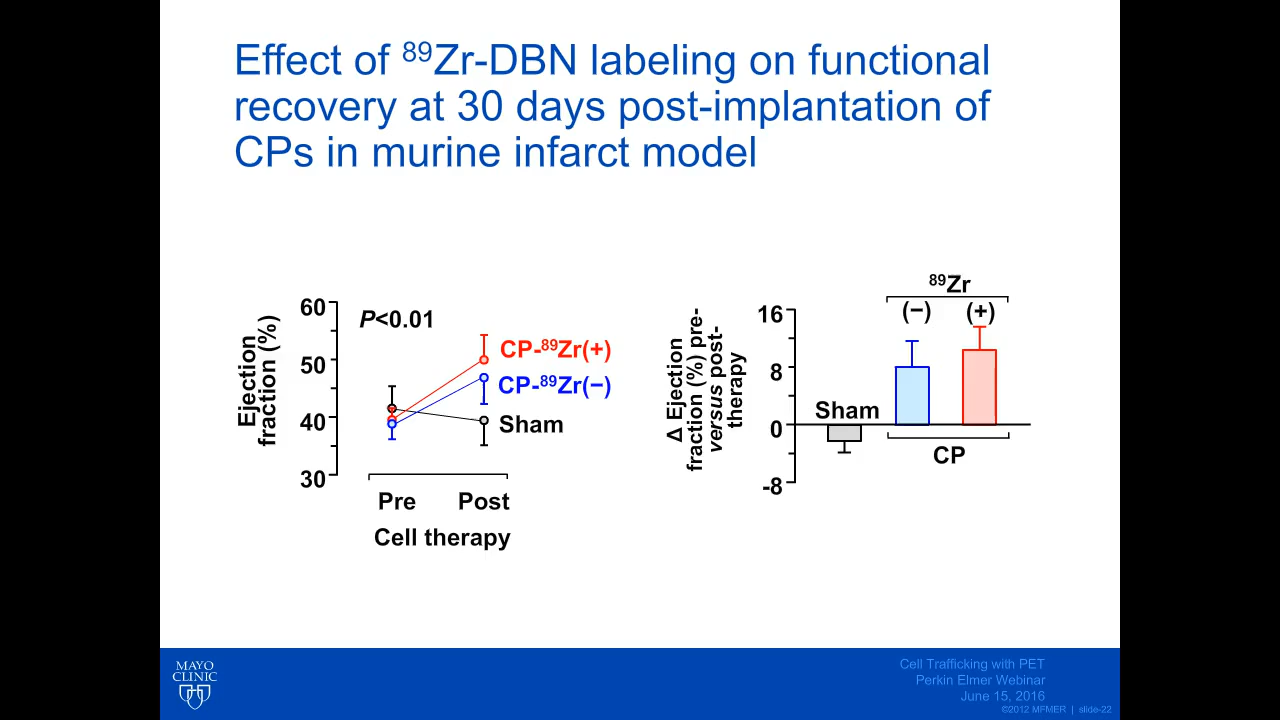 Effect of ⁸⁹Zr-DBN labeling on functional
recovery at 30 days post-implantation of
CPs in murine infarct model
Ejection
fraction (%)
60
50
40
30
P<0.01
CP-⁸⁹Zr(+)
CP-⁸⁹Zr(−)
Sham
Pre
Post
Cell therapy
Δ Ejection
fraction (%) pre-
versus post-
therapy
16
8
0
-8
⁸⁹Zr
(−)
(+)
Sham
CP
MAYO
CLINIC
Cell Trafficking with PET
Perkin Elmer Webinar
June 15, 2016
©2012 MFMER | slide-22